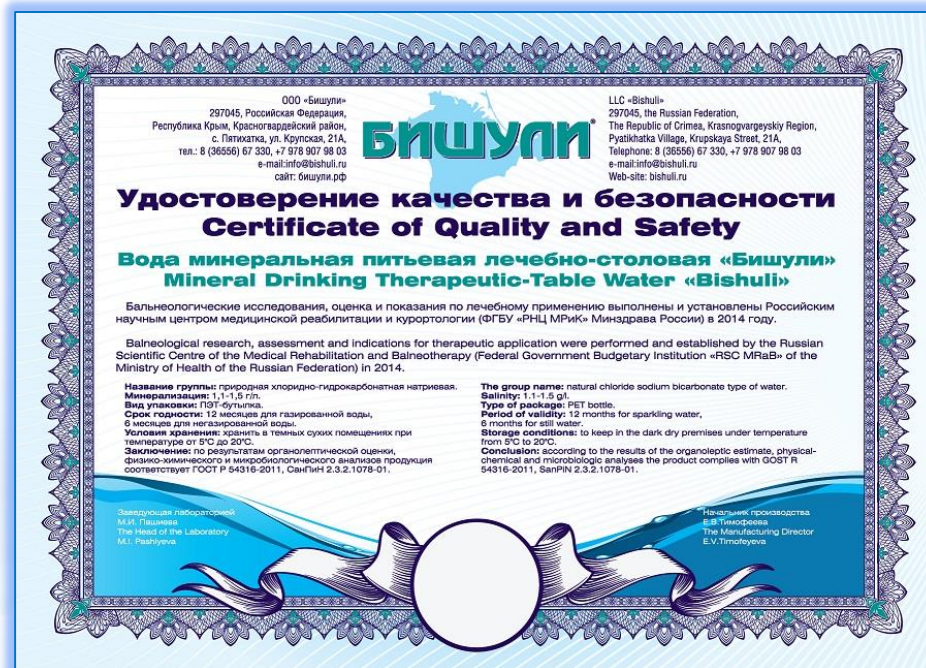 ООО «Бишули»
297045, Российская Федерация,
Республика Крым, Красногвардейский район,
с. Пятихатка, ул. Крупская, 21А,
тел.: 8 (36556) 67 330, +7 978 907 98 03
e-mail:info@bishuli.ru
сайт: бишули.рф
БИШУЛИ®
LLC «Bishuli»
297045, the Russian Federation,
The Republic of Crimea, Krasnogvargeyskiy Region,
Pyatikhatka Village, Krupskaya Street, 21A,
Telephone: 8 (36556) 67 330, +7 978 907 98 03
e-mail:info@bishuli.ru
Web-site: bishuli.ru
Удостоверение качества и безопасности
Certificate of Quality and Safety
Вода минеральная питьевая лечебно-столовая «Бишули»
Mineral Drinking Therapeutic-Table Water «Bishuli»
Бальнеологические исследования, оценка и показания по лечебному применению выполнены и установлены Российским
научным центром медицинской реабилитации и курортологии (ФГБУ «РНЦ МРиК» Минздрава России) в 2014 году.
Balneological research, assessment and indications for therapeutic application were performed and established by the Russian
Scientific Centre of the Medical Rehabilitation and Balneotherapy (Federal Government Budgetary Institution «RSC MRaB» of the
Ministry of Health of the Russian Federation) in 2014.
Название группы: природная хлоридно-гидрокарбонатная натриевая.
Минерализация: 1,1-1,5 г/л.
Вид упаковки: ПЭТ-бутылка.
Срок годности: 12 месяцев для газированной воды,
6 месяцев для негазированной воды.
Условия хранения: хранить в темных сухих помещениях при
температуре от 5°С до 20°С.
Заключение: по результатам органолептической оценки,
физико-химического и микробиологического анализов продукция
соответствует ГОСТ Р 54316-2011, СанПиН 2.3.2.1078-01.
The group name: natural chloride sodium bicarbonate type of water.
Salinity: 1.1-1.5 g/l.
Type of package: PET bottle.
Period of validity: 12 months for sparkling water,
6 months for still water.
Storage conditions: to keep in the dark dry premises under temperature
from 5°C to 20°C.
Conclusion: according to the results of the organoleptic estimate, physical-
chemical and microbiologic analyses the product complies with GOST R
54316-2011, SanPiN 2.3.2.1078-01.
Заведующая лабораторией
М.И. Пашиева
The Head of the Laboratory
M.I. Pashiyeva
Начальник производства
Е.В.Тимофеева
The Manufacturing Director
E.V.Timofeyeva